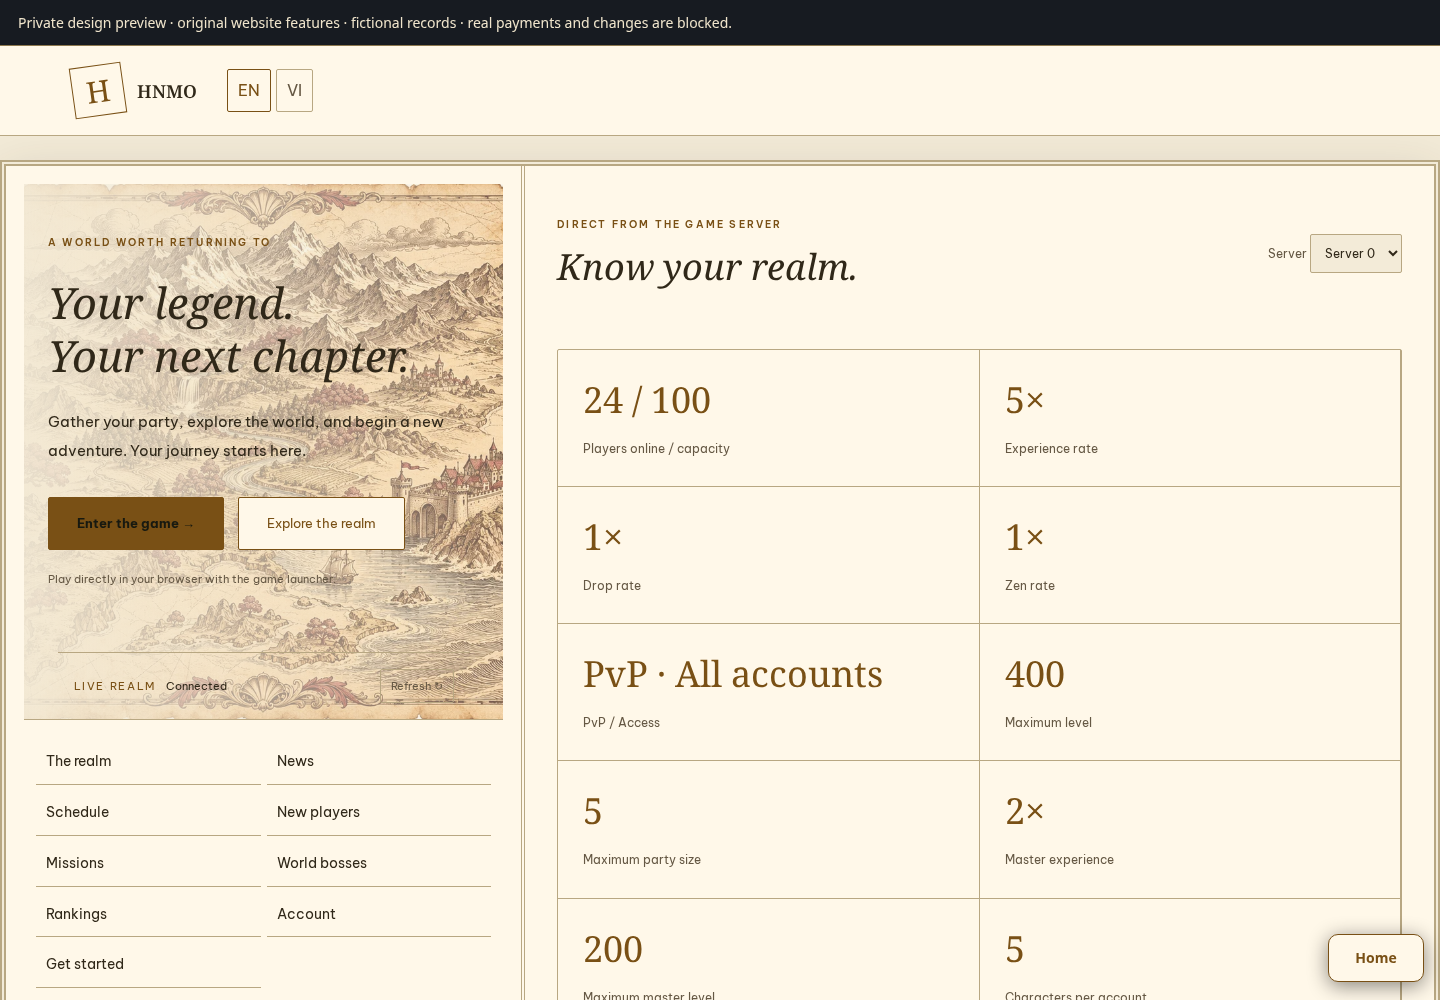 Private design preview · original website features · fictional records · real payments and changes are blocked.
H
HNMO
EN
VI
A WORLD WORTH RETURNING TO
Your legend.
Your next chapter.
Gather your party, explore the world, and begin a new
adventure. Your journey starts here.
Enter the game →
Explore the realm
Play directly in your browser with the game launcher.
LIVE REALM Connected
Refresh ↻
The realm
News
Schedule
New players
Missions
World bosses
Rankings
Account
Get started
DIRECT FROM THE GAME SERVER
Know your realm.
Server
Server 0
24 / 100
Players online / capacity
5×
Experience rate
1×
Drop rate
1×
Zen rate
PvP · All accounts
PvP / Access
400
Maximum level
5
Maximum party size
2×
Master experience
200
Maximum master level
5
Characters per account
Home